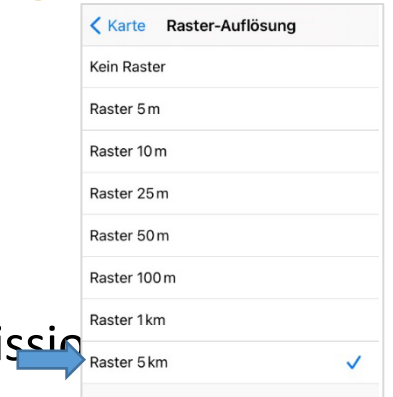 Karte Raster-Auflösung
Kein Raster
Raster 5 m
Raster 10 m
Raster 25 m
Raster 50 m
Raster 100 m
Raster 1 km
Raster 5 km